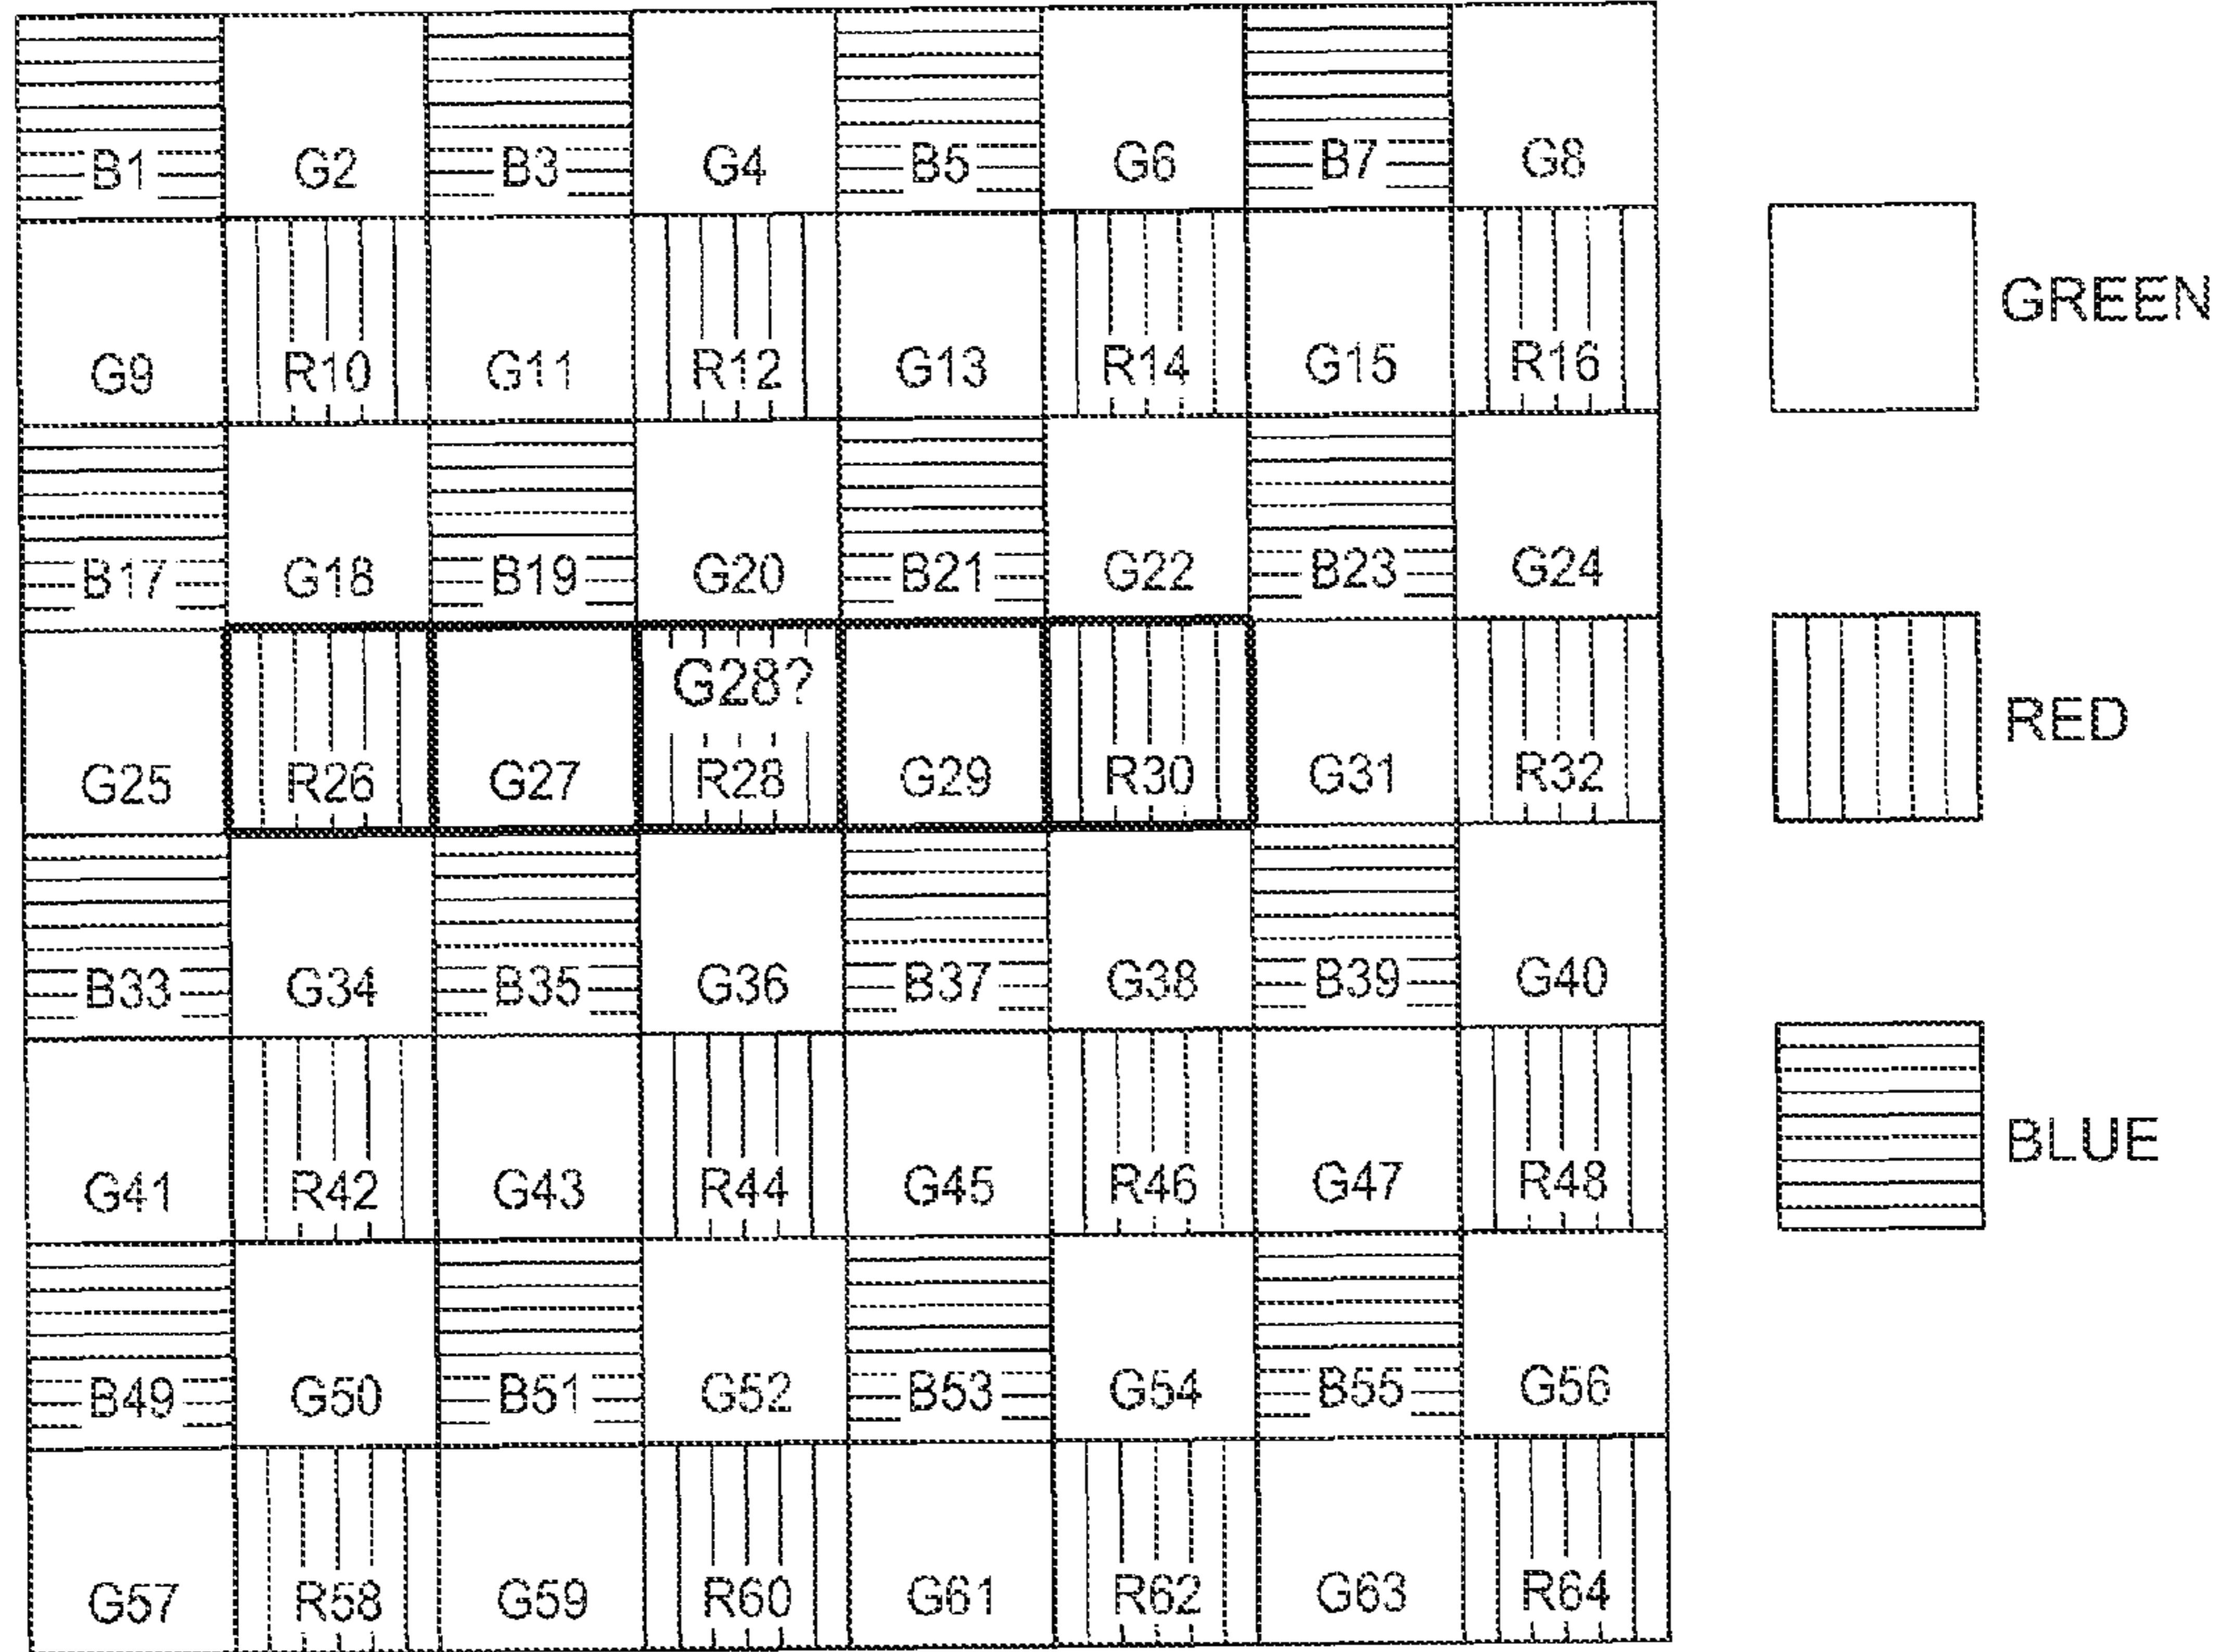 B1 G2 B3 G4 B5 G6 B7 G8
GREEN
G9 R10 G11 R12 G13 R14 G15 R16
B17 G18 B19 G20 B21 G22 B23 G24
G28?
RED
G25 R26 G27 R28 G29 R30 G31 R32
B33 G34 B35 G36 B37 G38 B39 G40
BLUE
G41 R42 G43 R44 G45 R46 G47 R48
B49 G50 B51 G52 B53 G54 B55 G56
G57 R58 G59 R60 G61 R62 G63 R64